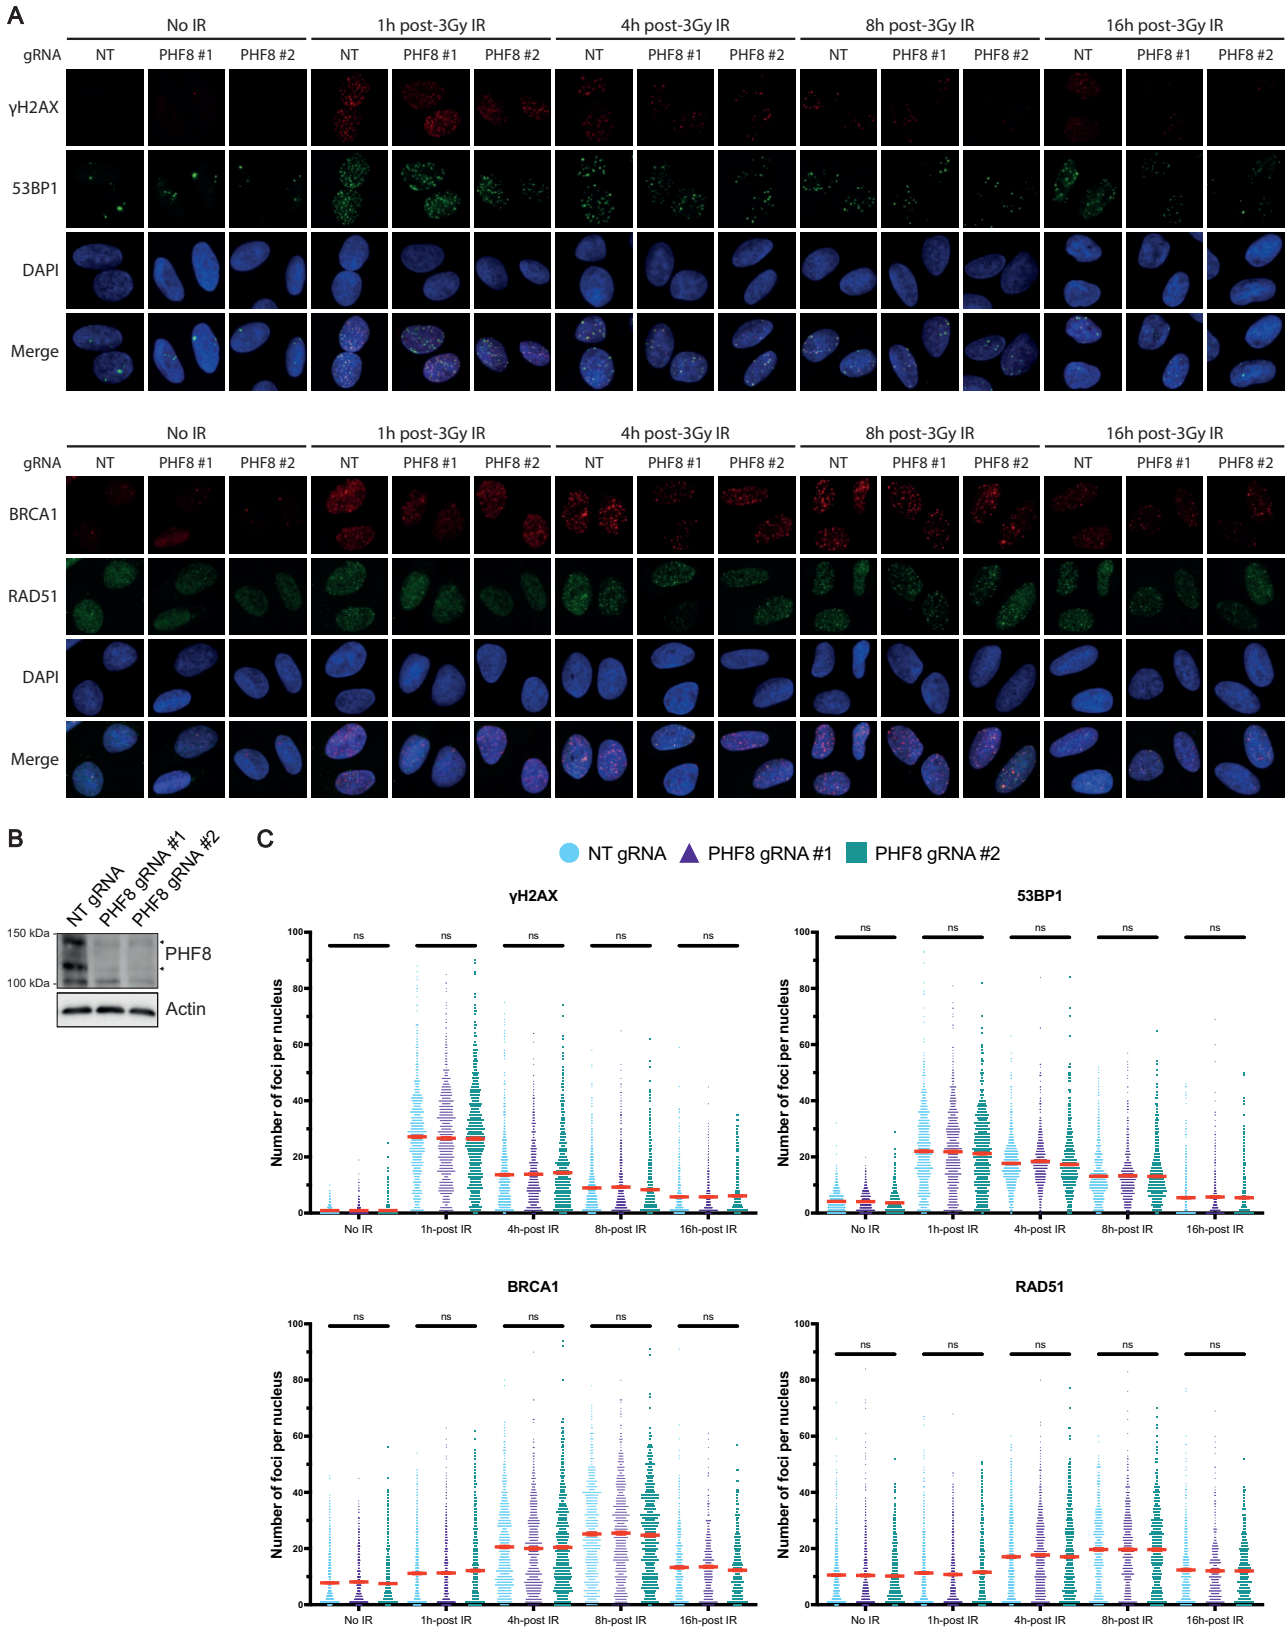 A
No IR 1h post-3Gy IR 4h post-3Gy IR 8h post-3Gy IR 16h post-3Gy IR
gRNA NT PHF8 #1 PHF8 #2 NT PHF8 #1 PHF8 #2 NT PHF8 #1 PHF8 #2 NT PHF8 #1 PHF8 #2 NT PHF8 #1 PHF8 #2
γH2AX
53BP1
DAPI
Merge
No IR 1h post-3Gy IR 4h post-3Gy IR 8h post-3Gy IR 16h post-3Gy IR
gRNA NT PHF8 #1 PHF8 #2 NT PHF8 #1 PHF8 #2 NT PHF8 #1 PHF8 #2 NT PHF8 #1 PHF8 #2 NT PHF8 #1 PHF8 #2
BRCA1
RAD51
DAPI
Merge
B
NT gRNA
PHF8 gRNA #1
PHF8 gRNA #2
150 kDa
PHF8
100 kDa
Actin
C
NT gRNA PHF8 gRNA #1 PHF8 gRNA #2
γH2AX
Number of foci per nucleus
100
80
60
40
20
0
ns ns ns ns ns
No IR 1h-post IR 4h-post IR 8h-post IR 16h-post IR
53BP1
Number of foci per nucleus
100
80
60
40
20
0
ns ns ns ns ns
No IR 1h-post IR 4h-post IR 8h-post IR 16h-post IR
BRCA1
Number of foci per nucleus
100
80
60
40
20
0
ns ns ns ns ns
No IR 1h-post IR 4h-post IR 8h-post IR 16h-post IR
RAD51
Number of foci per nucleus
100
80
60
40
20
0
ns ns ns ns ns
No IR 1h-post IR 4h-post IR 8h-post IR 16h-post IR